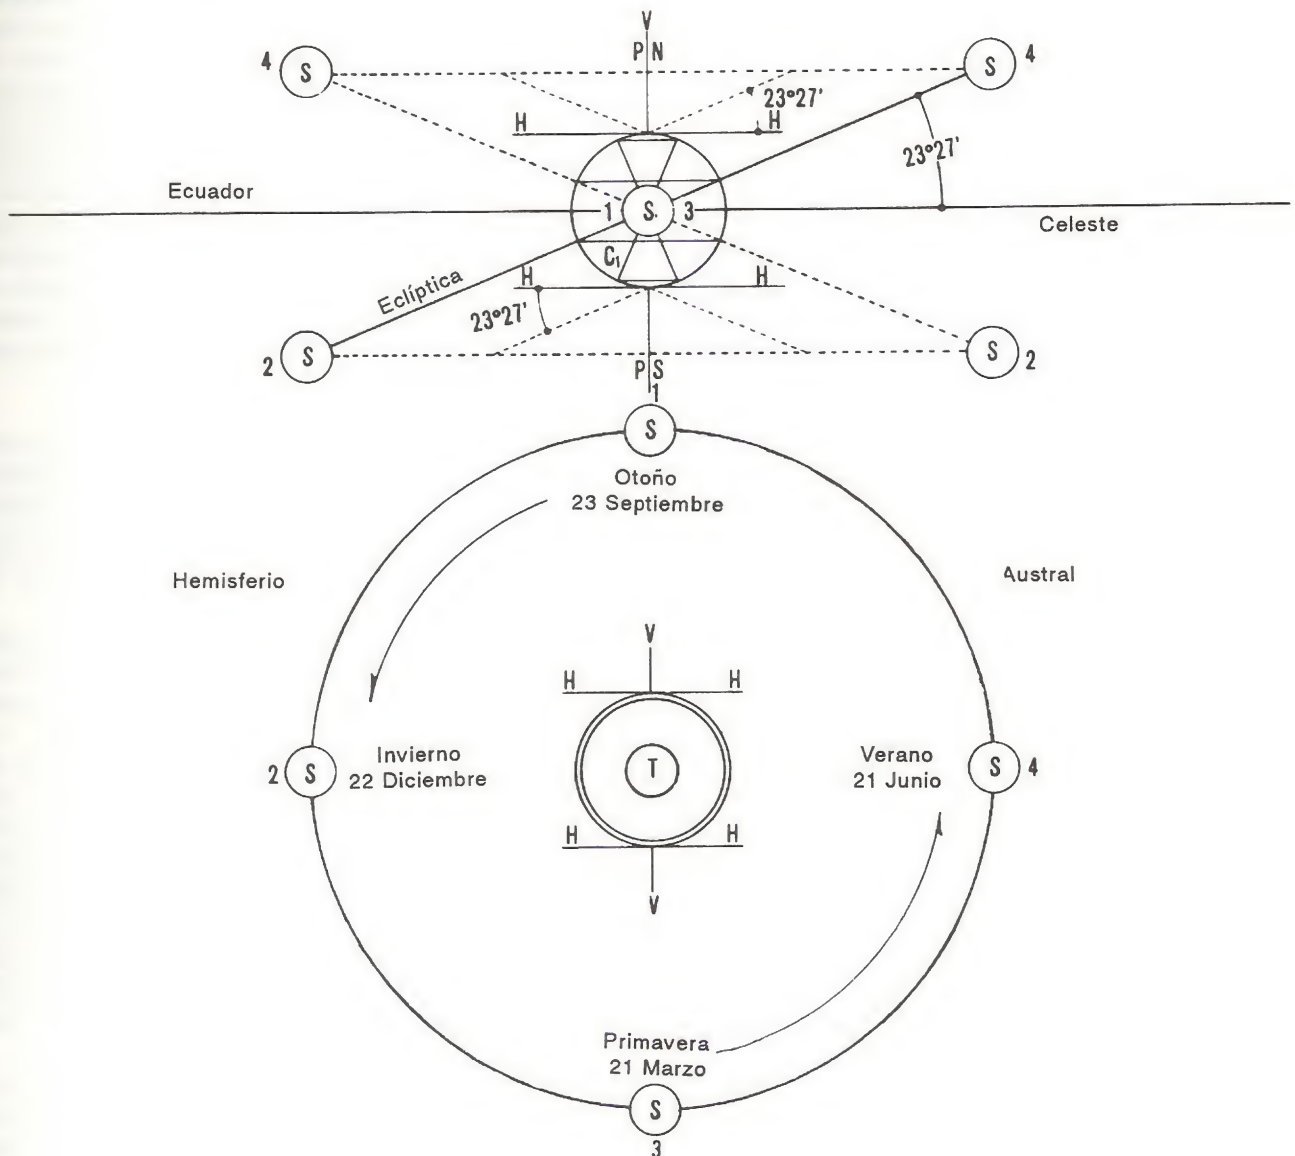 V
P N
4 S
S 4
23°27'
H H
23°27'
Ecuador
1 S. 3
Celeste
C₁
H H
Eclíptica
23°27'
2 S
S 2
P S
1
S
Otoño
23 Septiembre
Hemisferio
Austral
V
H H
Invierno
22 Diciembre
2 S
T
Verano
21 Junio
S 4
H H
V
Primavera
21 Marzo
S
3